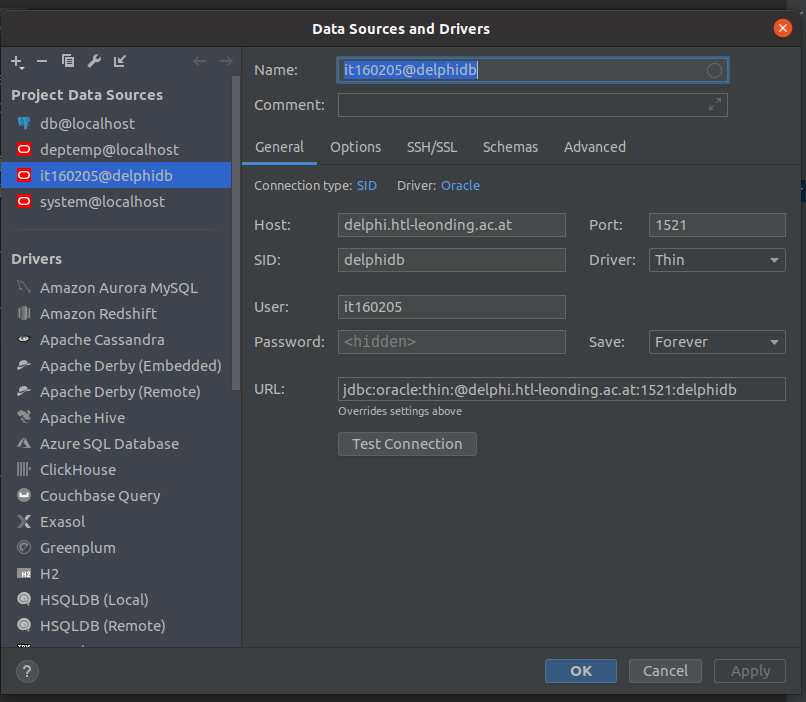 Data Sources and Drivers
Project Data Sources
db@localhost
deptemp@localhost
it160205@delphidb
system@localhost
Drivers
Amazon Aurora MySQL
Amazon Redshift
Apache Cassandra
Apache Derby (Embedded)
Apache Derby (Remote)
Apache Hive
Azure SQL Database
ClickHouse
Couchbase Query
Exasol
Greenplum
H2
HSQLDB (Local)
HSQLDB (Remote)
Name: it160205@delphidb
Comment:
General Options SSH/SSL Schemas Advanced
Connection type: SID Driver: Oracle
Host: delphi.htl-leonding.ac.at Port: 1521
SID: delphidb Driver: Thin
User: it160205
Password: <hidden> Save: Forever
URL: jdbc:oracle:thin:@delphi.htl-leonding.ac.at:1521:delphidb
Overrides settings above
Test Connection
? OK Cancel Apply